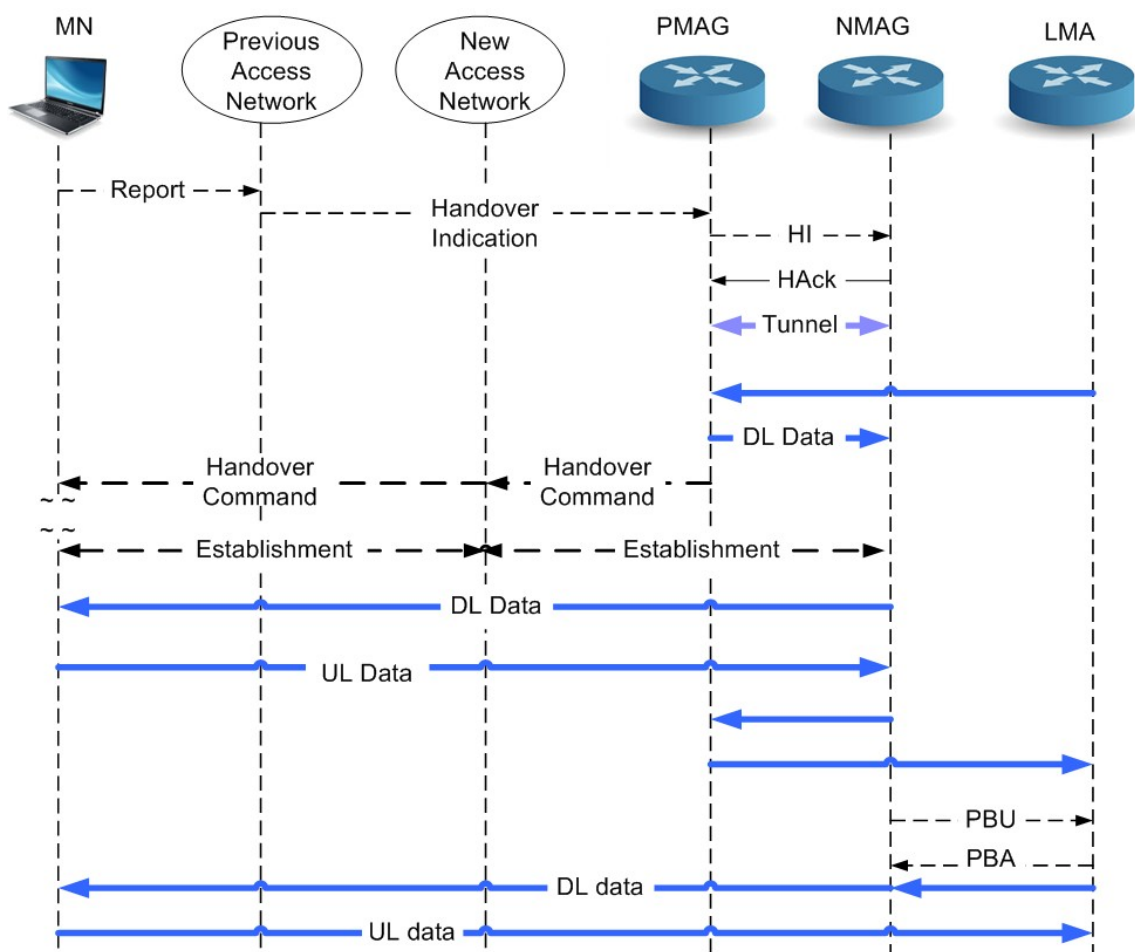 MN
Previous
Access
Network
New
Access
Network
PMAG
NMAG
LMA
Report
Handover
Indication
HI
HAck
Tunnel
DL Data
Handover
Command
Handover
Command
~ ~
~ ~
Establishment
Establishment
DL Data
UL Data
PBU
PBA
DL data
UL data